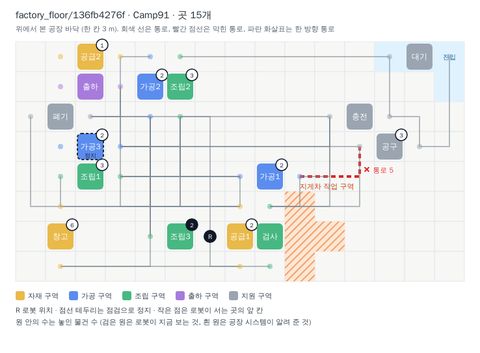 factory_floor/136fb4276f · Camp91 · 곳 15개
위에서 본 공장 바닥 (한 칸 3 m). 회색 선은 통로, 빨간 점선은 막힌 통로, 파란 화살표는 한 방향 통로
공급2 1
대기
진입
출하
가공2 2
조립2 3
폐기
충전
가공3 2
정지
공구 3
조립1 3
가공1 2
✕ 통로 5
지게차 작업 구역
창고 6
조립3 2
R
공급1 2
검사
자재 구역
가공 구역
조립 구역
출하 구역
지원 구역
R 로봇 위치 · 점선 테두리는 점검으로 정지 · 작은 점은 로봇이 서는 곳의 앞 칸
원 안의 수는 놓인 물건 수 (검은 원은 로봇이 지금 보는 것, 흰 원은 공장 시스템이 알려 준 것)